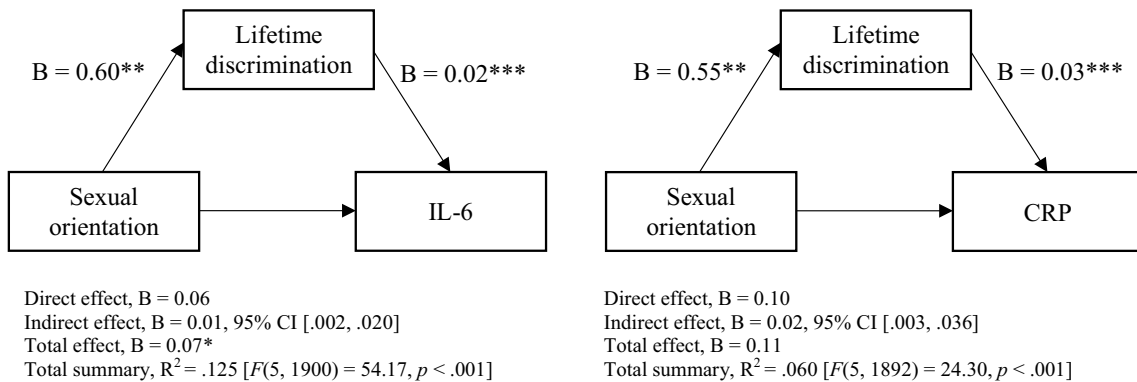 Lifetime
discrimination
B = 0.60**
B = 0.02***
Sexual
orientation
IL-6
Direct effect, B = 0.06
Indirect effect, B = 0.01, 95% CI [.002, .020]
Total effect, B = 0.07*
Total summary, R² = .125 [F(5, 1900) = 54.17, p < .001]
Lifetime
discrimination
B = 0.55**
B = 0.03***
Sexual
orientation
CRP
Direct effect, B = 0.10
Indirect effect, B = 0.02, 95% CI [.003, .036]
Total effect, B = 0.11
Total summary, R² = .060 [F(5, 1892) = 24.30, p < .001]